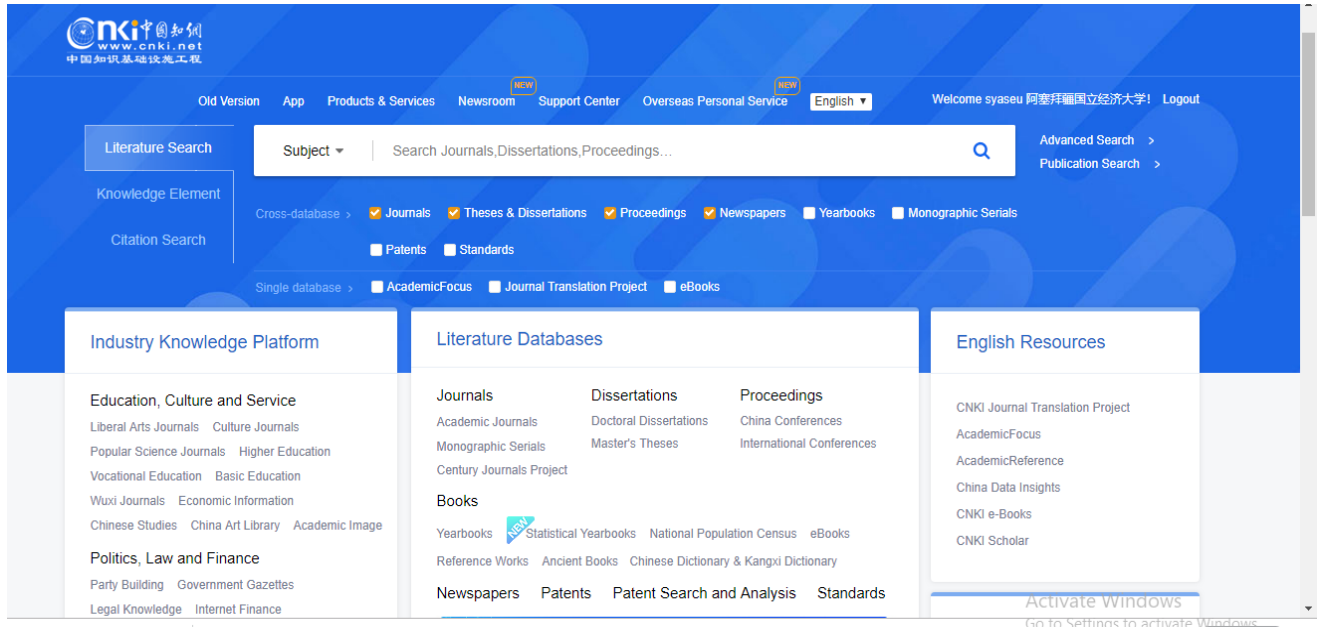 cnki中国知网
www.cnki.net
中国知识基础设施工程
NEW NEW
Old Version App Products & Services Newsroom Support Center Overseas Personal Service English ▼ Welcome syaseu 阿塞拜疆国立经济大学! Logout
Literature Search Subject Search Journals,Dissertations,Proceedings... Advanced Search >
Publication Search >
Knowledge Element
Cross-database > Journals Theses & Dissertations Proceedings Newspapers Yearbooks Monographic Serials
Citation Search
Patents Standards
Single database > AcademicFocus Journal Translation Project eBooks
Industry Knowledge Platform
Education, Culture and Service
Liberal Arts Journals Culture Journals
Popular Science Journals Higher Education
Vocational Education Basic Education
Wuxi Journals Economic Information
Chinese Studies China Art Library Academic Image
Politics, Law and Finance
Party Building Government Gazettes
Legal Knowledge Internet Finance
Literature Databases
Journals Dissertations Proceedings
Academic Journals Doctoral Dissertations China Conferences
Monographic Serials Master's Theses International Conferences
Century Journals Project
Books
Yearbooks NEW Statistical Yearbooks National Population Census eBooks
Reference Works Ancient Books Chinese Dictionary & Kangxi Dictionary
Newspapers Patents Patent Search and Analysis Standards
English Resources
CNKI Journal Translation Project
AcademicFocus
AcademicReference
China Data Insights
CNKI e-Books
CNKI Scholar
Activate Windows
Go to Settings to activate Windows.